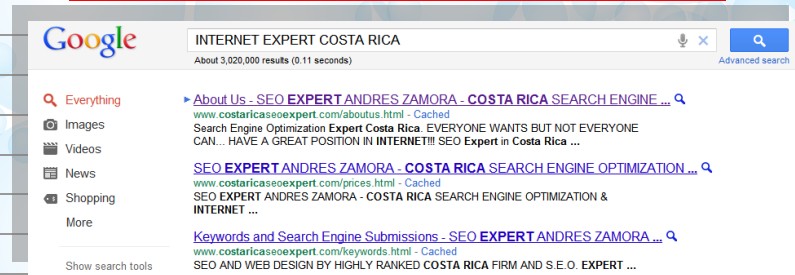 Google
INTERNET EXPERT COSTA RICA
About 3,020,000 results (0.11 seconds)
Advanced search
Everything
Images
Videos
News
Shopping
More
Show search tools
About Us - SEO EXPERT ANDRES ZAMORA - COSTA RICA SEARCH ENGINE ...
www.costaricaseoexpert.com/aboutus.html - Cached
Search Engine Optimization Expert Costa Rica. EVERYONE WANTS BUT NOT EVERYONE
CAN... HAVE A GREAT POSITION IN INTERNET!!! SEO Expert in Costa Rica ...
SEO EXPERT ANDRES ZAMORA - COSTA RICA SEARCH ENGINE OPTIMIZATION ...
www.costaricaseoexpert.com/prices.html - Cached
SEO EXPERT ANDRES ZAMORA - COSTA RICA SEARCH ENGINE OPTIMIZATION &
INTERNET ...
Keywords and Search Engine Submissions - SEO EXPERT ANDRES ZAMORA ...
www.costaricaseoexpert.com/keywords.html - Cached
SEO AND WEB DESIGN BY HIGHLY RANKED COSTA RICA FIRM AND S.E.O. EXPERT ...